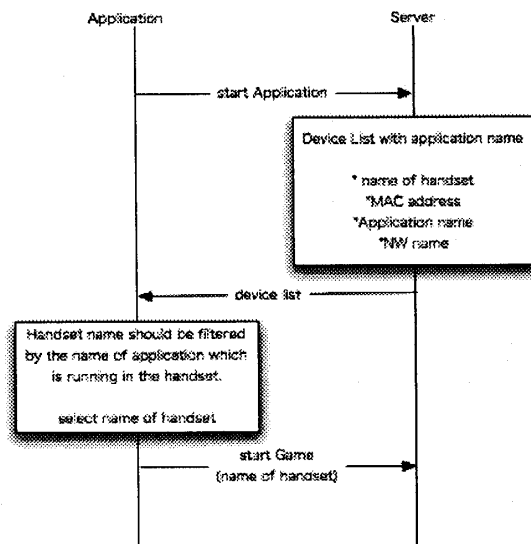 Application
Server
start Application
Device List with application name
* name of handset
*MAC address
*Application name
*NW name
device list
Handset name should be filtered
by the name of application which
is running in the handset.
select name of handset
start Game
(name of handset)